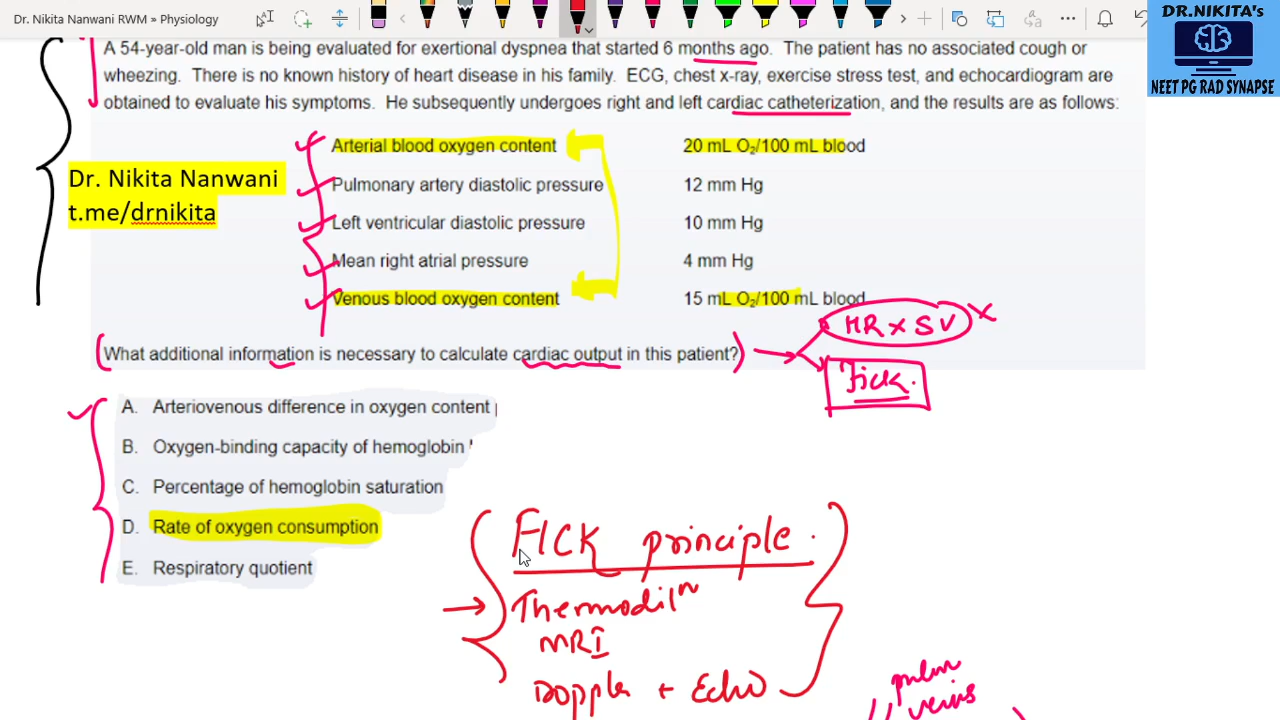 Dr. Nikita Nanwani RWM » Physiology
DR.NIKITA's
NEET PG RAD SYNAPSE
A 54-year-old man is being evaluated for exertional dyspnea that started 6 months ago. The patient has no associated cough or
wheezing. There is no known history of heart disease in his family. ECG, chest x-ray, exercise stress test, and echocardiogram are
obtained to evaluate his symptoms. He subsequently undergoes right and left cardiac catheterization, and the results are as follows:
Arterial blood oxygen content 20 mL O₂/100 mL blood
Dr. Nikita Nanwani
Pulmonary artery diastolic pressure 12 mm Hg
t.me/drnikita
Left ventricular diastolic pressure 10 mm Hg
Mean right atrial pressure 4 mm Hg
Venous blood oxygen content 15 mL O₂/100 mL blood
HR x SV x
What additional information is necessary to calculate cardiac output in this patient?
Fick.
A. Arteriovenous difference in oxygen content
B. Oxygen-binding capacity of hemoglobin
C. Percentage of hemoglobin saturation
D. Rate of oxygen consumption
E. Respiratory quotient
FICK principle.
Thermodilⁿ
MRI
Doppler + Echo
pulm
veins